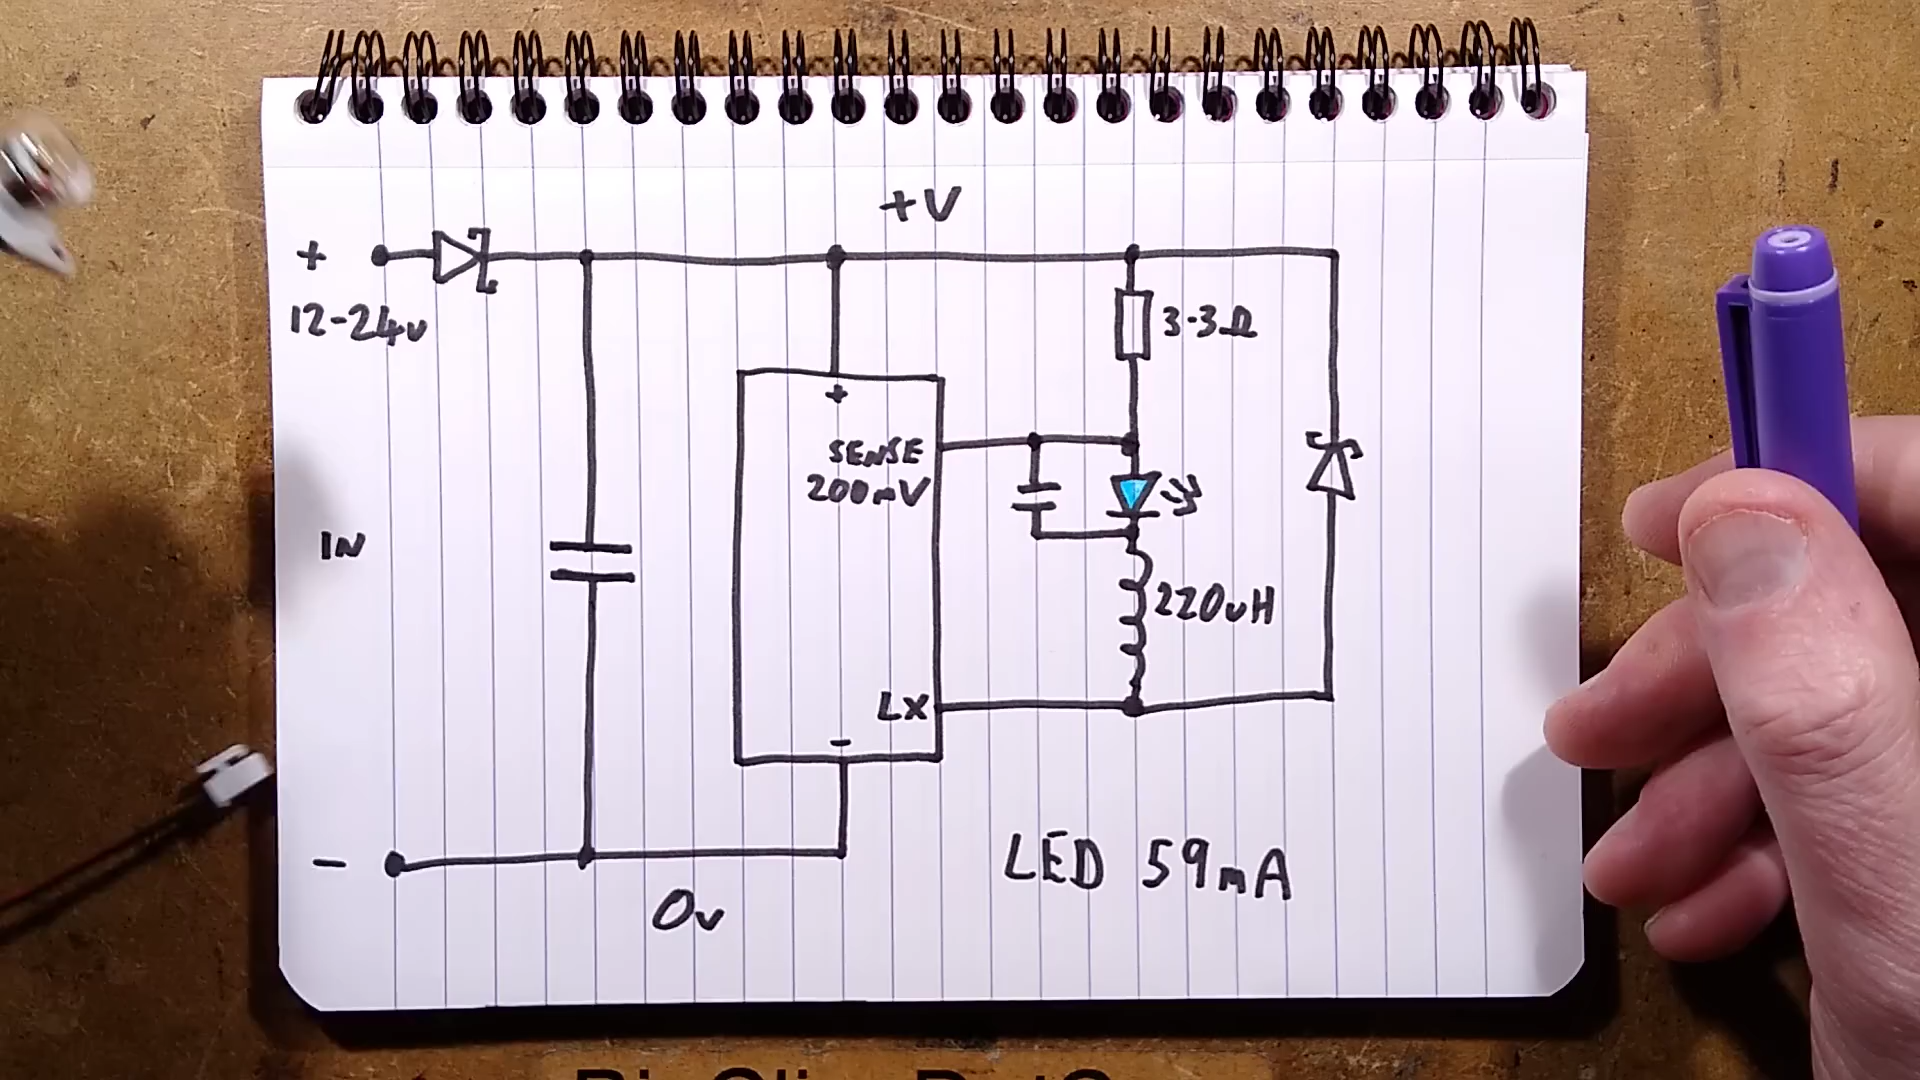 +V
+
12-24v
3.3Ω
+
SENSE
200mV
IN
220uH
LX
-
LED 59mA
-
0v